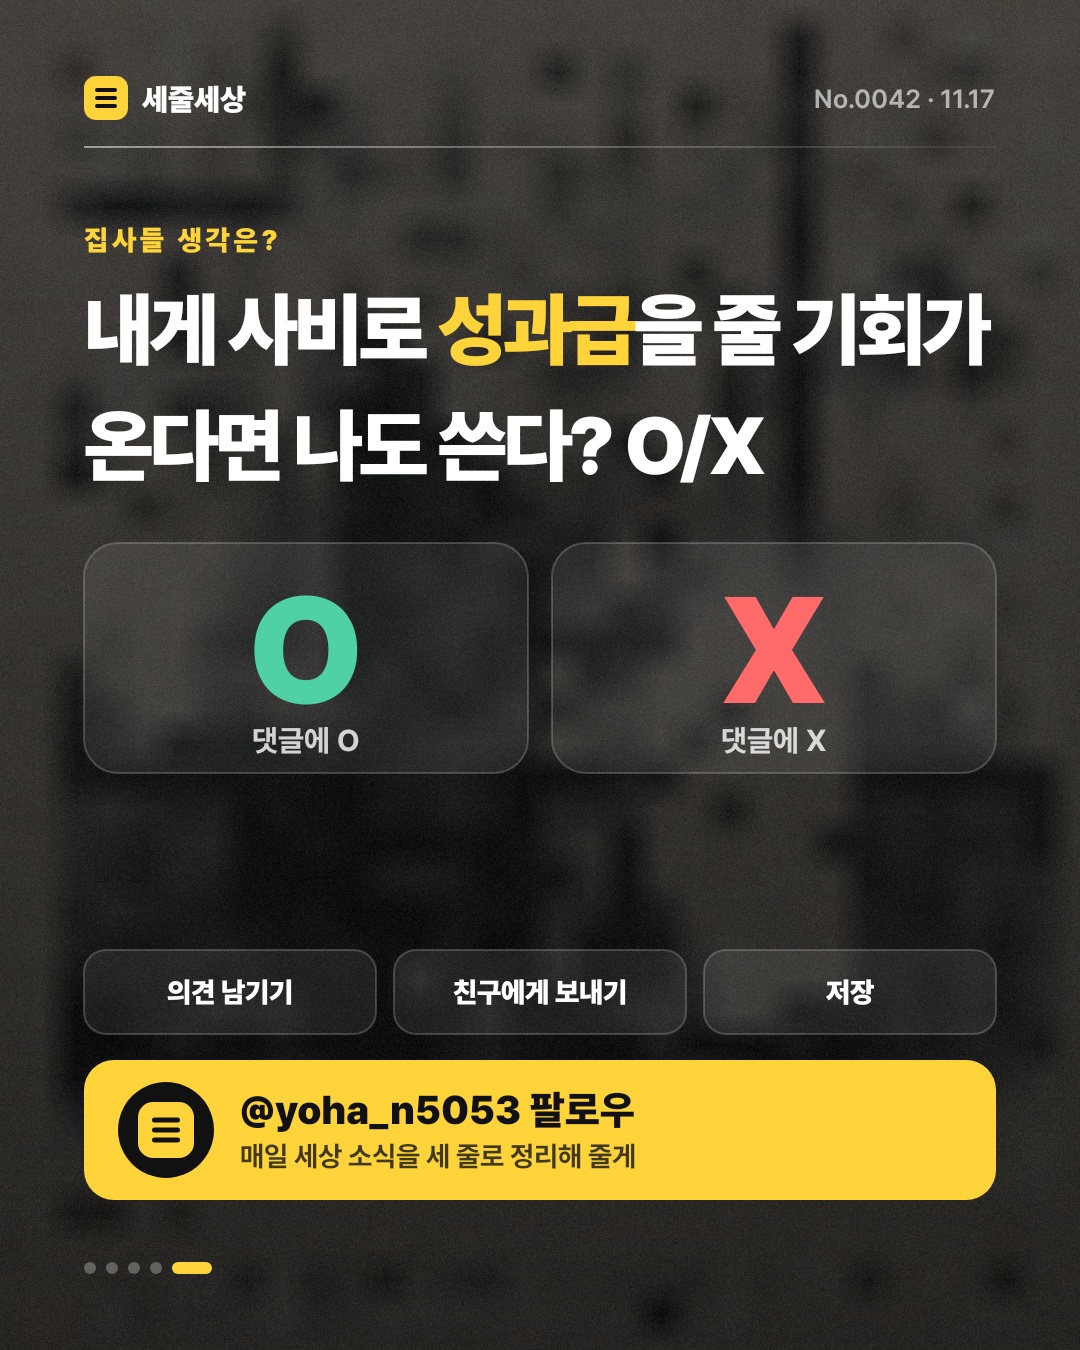 세줄세상
No.0042 · 11.17
집사들 생각은?
내게 사비로 성과급을 줄 기회가
온다면 나도 쓴다? O/X
O
X
댓글에 O
댓글에 X
의견 남기기
친구에게 보내기
저장
@yoha_n5053 팔로우
매일 세상 소식을 세 줄로 정리해 줄게